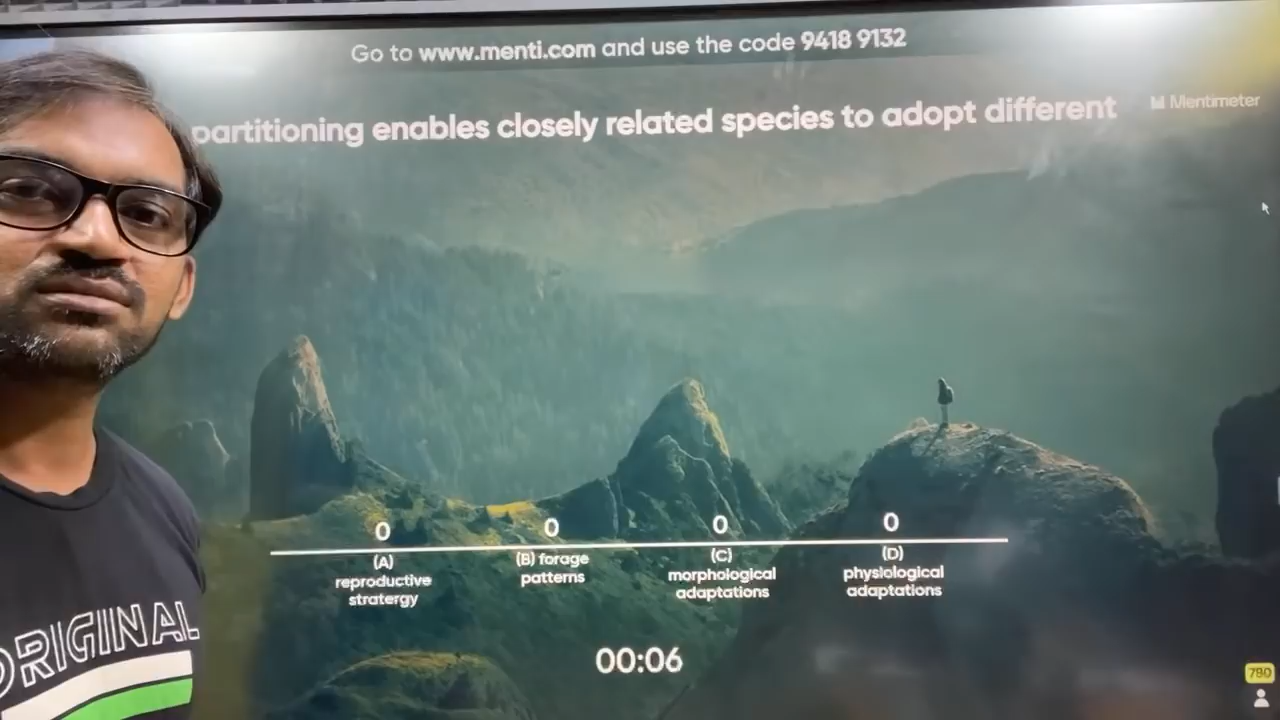 Go to www.menti.com and use the code 9418 9132
Mentimeter
partitioning enables closely related species to adopt different
0
0
0
0
(A) reproductive stratergy
(B) forage patterns
(C) morphological adaptations
(D) physiological adaptations
00:06
780
ORIGINAL